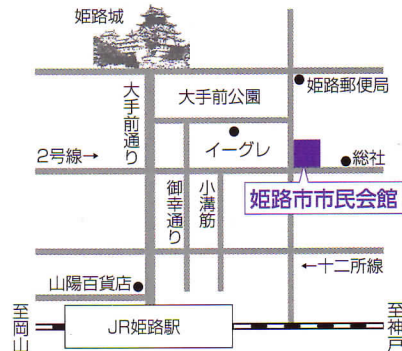 姫路城
大手前通り
大手前公園
姫路郵便局
2号線→
イーグレ
総社
姫路市市民会館
御幸通り
小溝筋
←十二所線
山陽百貨店
至岡山
JR姫路駅
至神戸